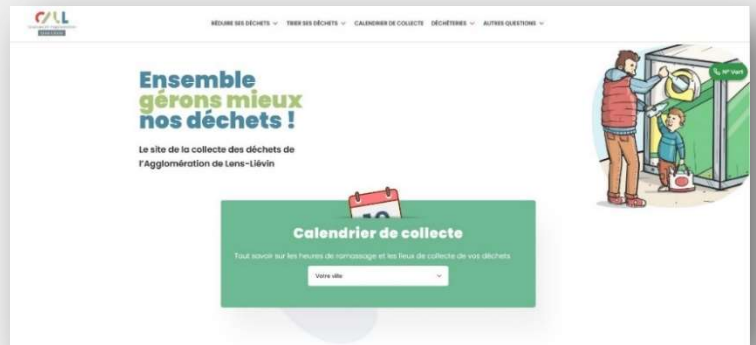 CALL
RÉDUIRE SES DÉCHETS TRIER SES DÉCHETS CALENDRIER DE COLLECTE DÉCHÈTERIES AUTRES QUESTIONS
N° Vert
Ensemble
gérons mieux
nos déchets !
Le site de la collecte des déchets de
l'Agglomération de Lens-Liévin
Calendrier de collecte
Tout savoir sur les heures de ramassage et les lieux de collecte de vos déchets
Votre ville